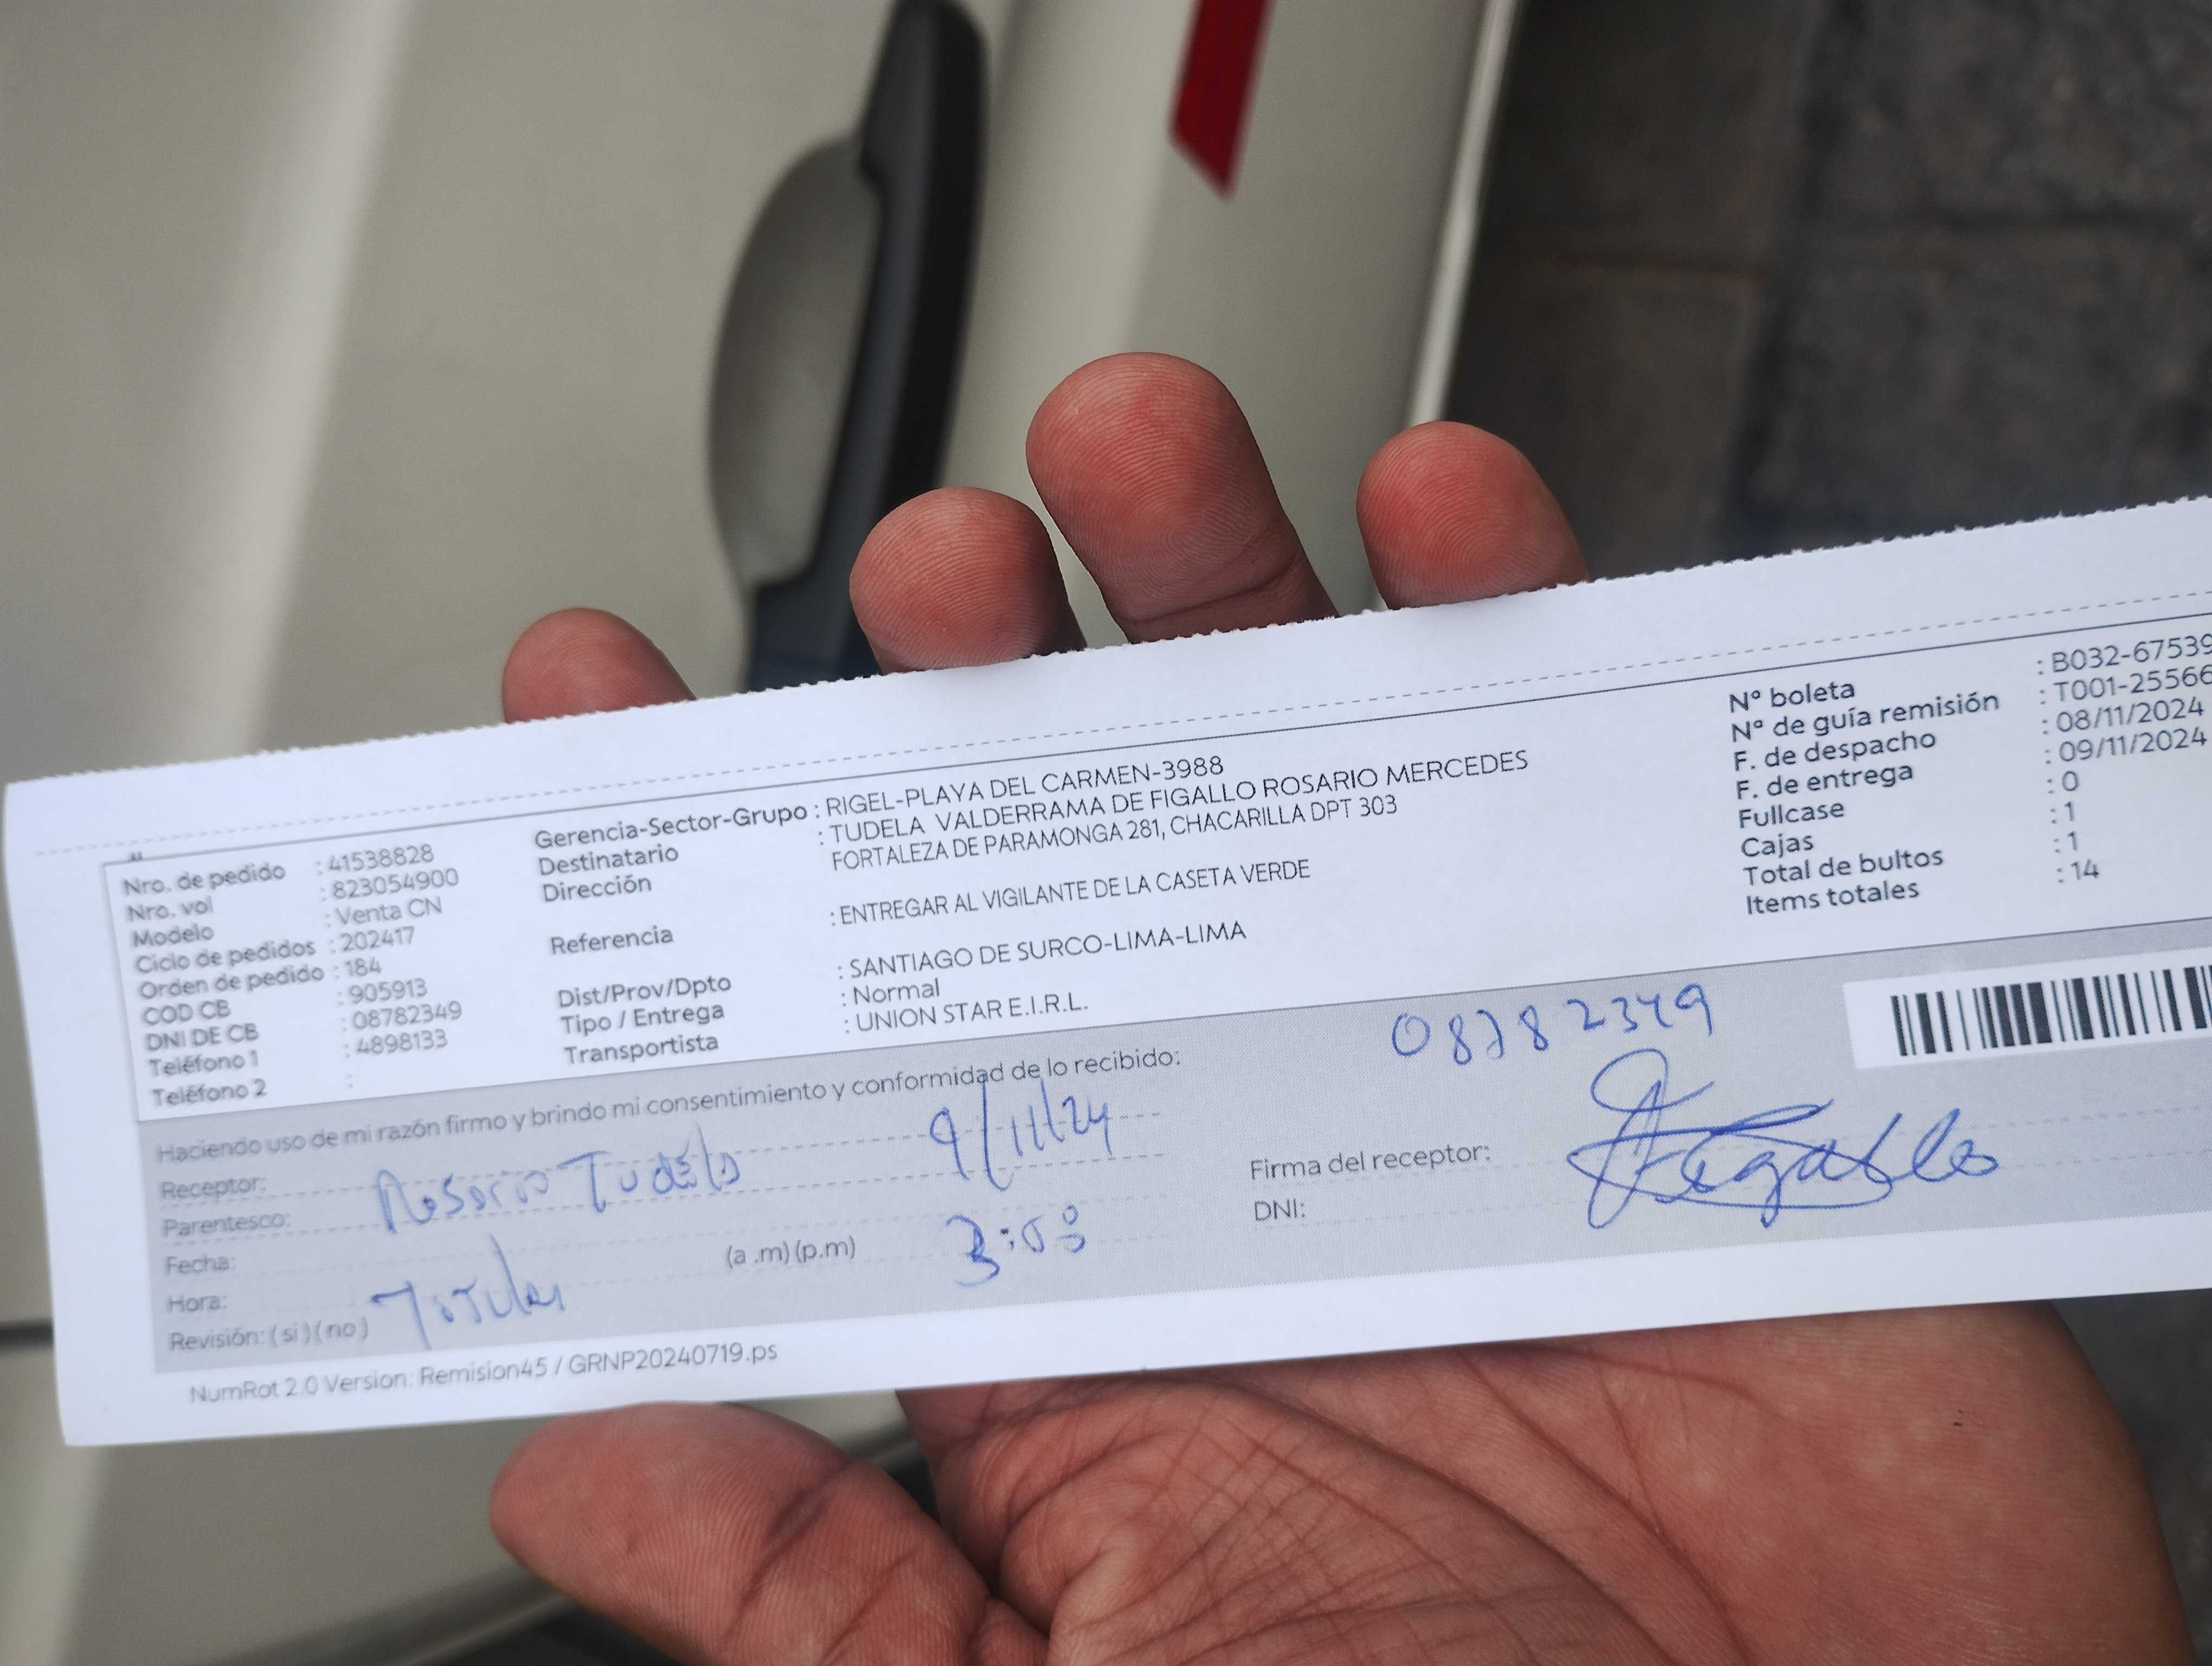 Nro. de pedido : 41538828
Nro. vol : 823054900
Modelo : Venta CN
Ciclo de pedidos : 202417
Orden de pedido : 184
COD CB : 905913
DNI DE CB : 08782349
Teléfono 1 : 4898133
Teléfono 2 :
Gerencia-Sector-Grupo : RIGEL-PLAYA DEL CARMEN-3988
Destinatario : TUDELA VALDERRAMA DE FIGALLO ROSARIO MERCEDES
Dirección FORTALEZA DE PARAMONGA 281, CHACARILLA DPT 303
Referencia : ENTREGAR AL VIGILANTE DE LA CASETA VERDE
Dist/Prov/Dpto : SANTIAGO DE SURCO-LIMA-LIMA
Tipo / Entrega : Normal
Transportista : UNION STAR E.I.R.L.
N° boleta : B032-67539
N° de guía remisión : T001-25566
F. de despacho : 08/11/2024
F. de entrega : 09/11/2024
Fullcase : 0
Cajas : 1
Total de bultos : 1
Items totales : 14
Haciendo uso de mi razón firmo y brindo mi consentimiento y conformidad de lo recibido:
Receptor: Rosario Tudela 9/11/24
Parentesco:
Fecha:
Hora: (a .m) (p.m) 3:03
Revisión: ( si ) ( no ) Titular
08782349
Firma del receptor: Figallo
DNI:
NumRot 2.0 Version: Remision45 / GRNP20240719.ps